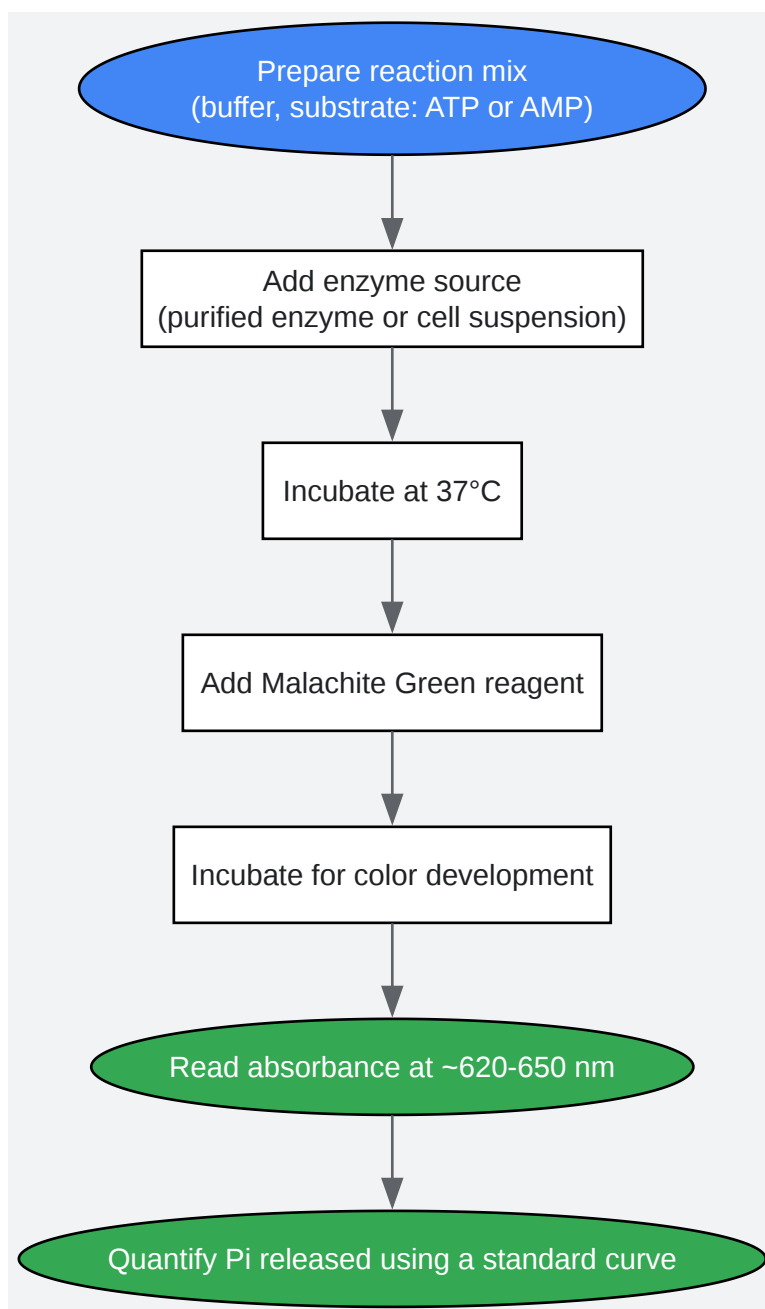 Prepare reaction mix
(buffer, substrate: ATP or AMP)
Add enzyme source
(purified enzyme or cell suspension)
Incubate at 37°C
Add Malachite Green reagent
Incubate for color development
Read absorbance at ~620-650 nm
Quantify Pi released using a standard curve